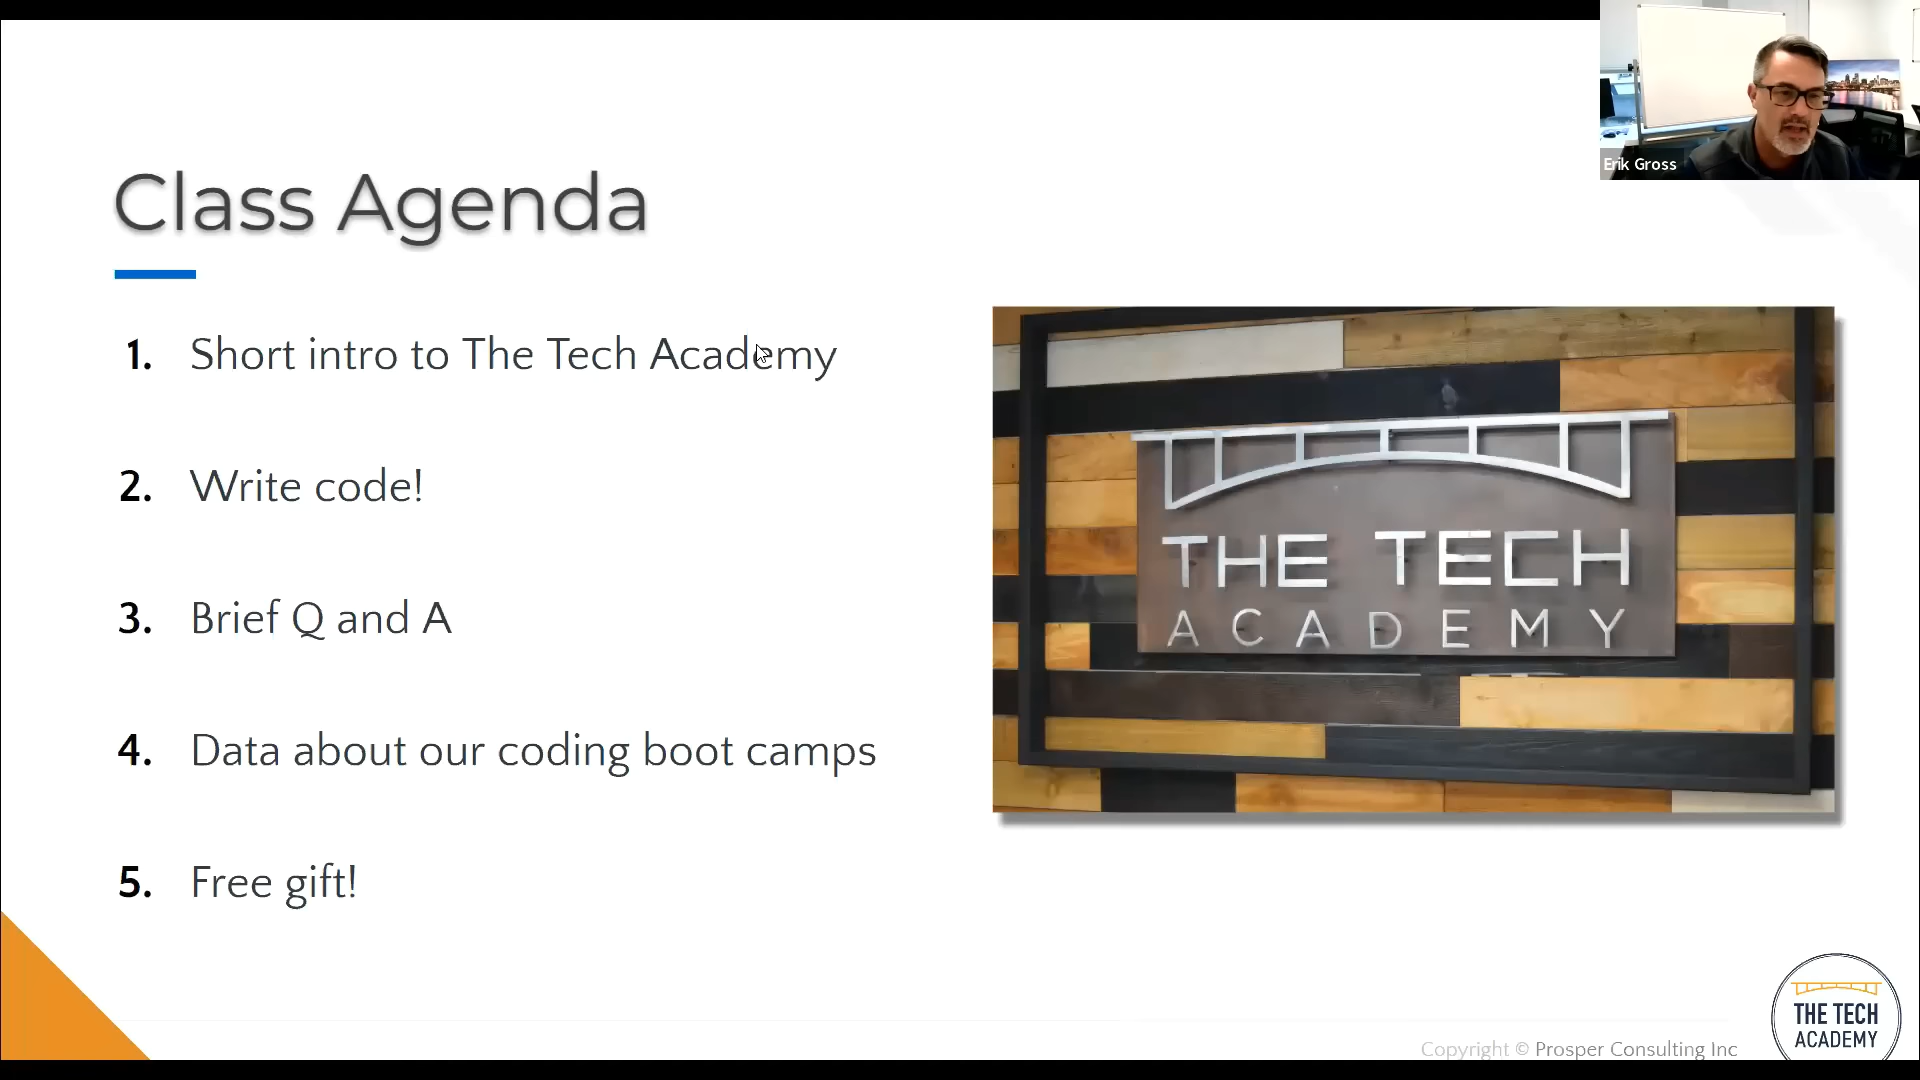 Erik Gross
Class Agenda
1. Short intro to The Tech Academy
2. Write code!
3. Brief Q and A
4. Data about our coding boot camps
5. Free gift!
THE TECH
ACADEMY
Copyright © Prosper Consulting Inc
THE TECH
ACADEMY